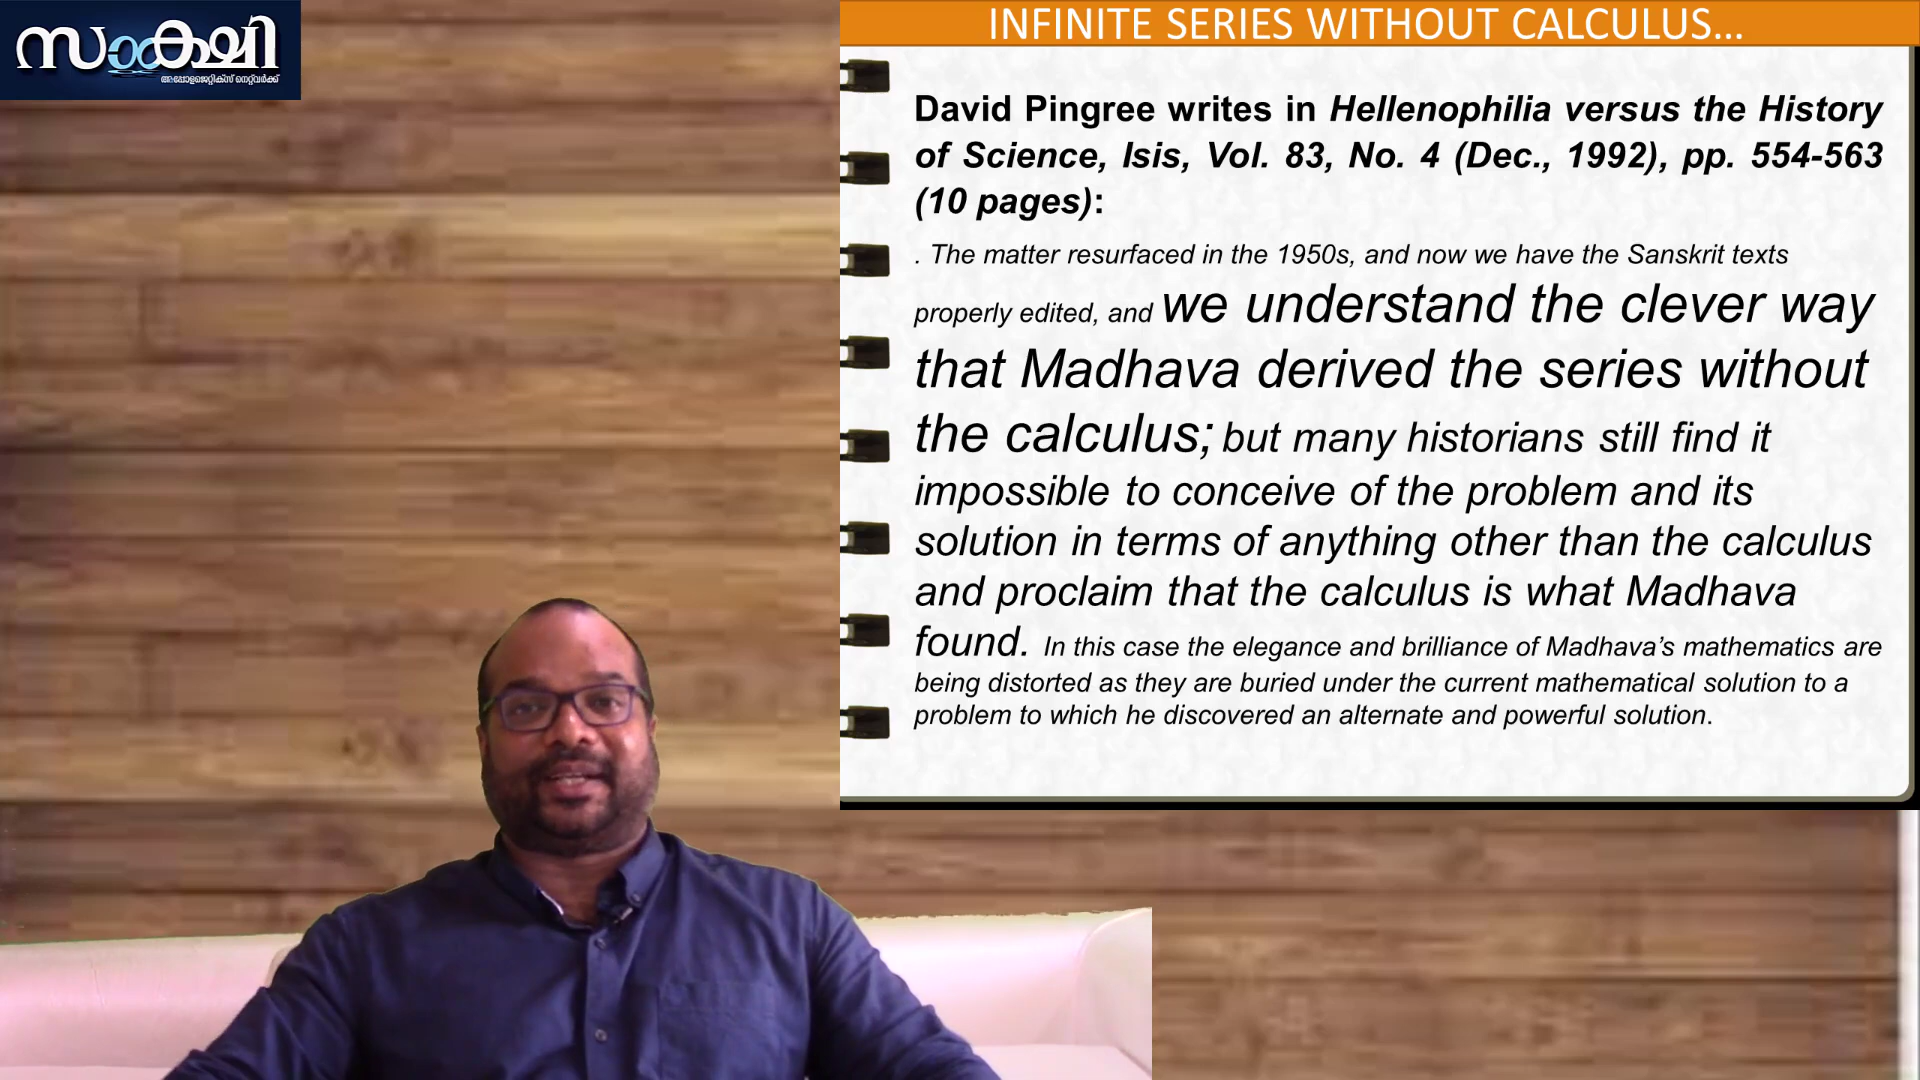 സാക്ഷി
അപ്പോളജെറ്റിക്സ് നെറ്റ്‌വർക്ക്
INFINITE SERIES WITHOUT CALCULUS...
David Pingree writes in Hellenophilia versus the History
of Science, Isis, Vol. 83, No. 4 (Dec., 1992), pp. 554-563
(10 pages):
. The matter resurfaced in the 1950s, and now we have the Sanskrit texts
properly edited, and we understand the clever way
that Madhava derived the series without
the calculus; but many historians still find it
impossible to conceive of the problem and its
solution in terms of anything other than the calculus
and proclaim that the calculus is what Madhava
found. In this case the elegance and brilliance of Madhava’s mathematics are
being distorted as they are buried under the current mathematical solution to a
problem to which he discovered an alternate and powerful solution.